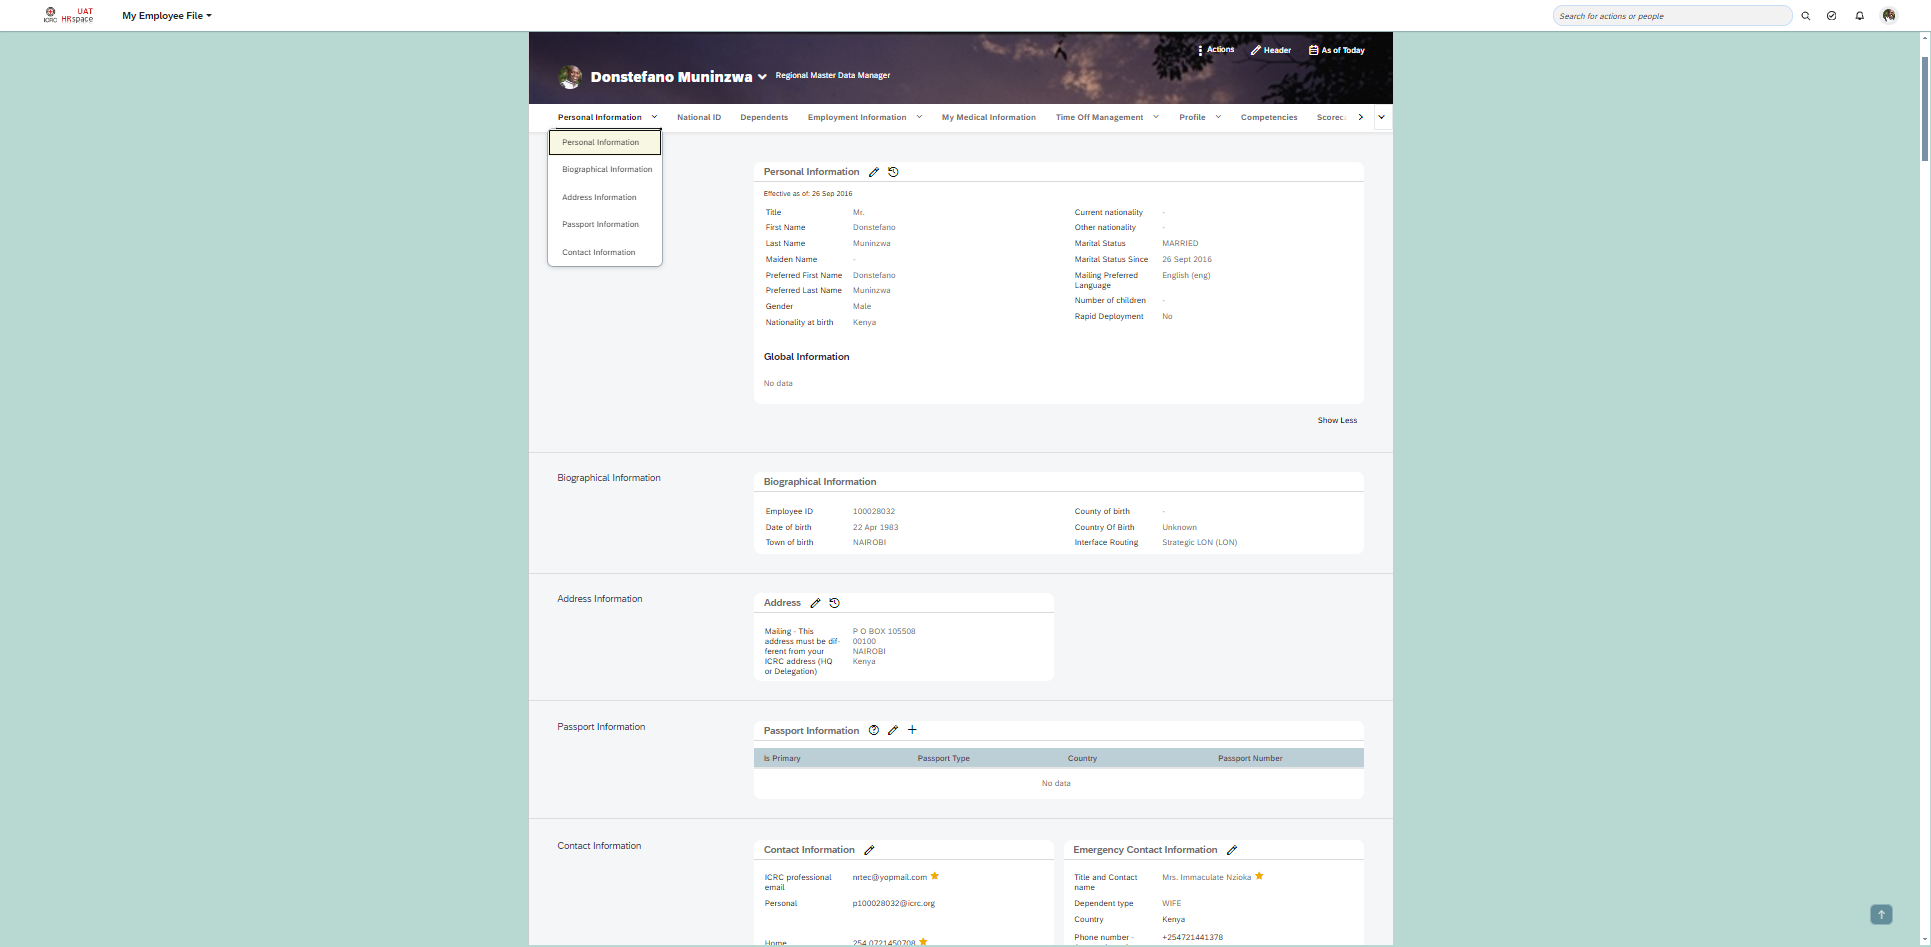 ICRC UAT HRspace
My Employee File
Search for actions or people
Actions Header As of Today
Donstefano Muninzwa Regional Master Data Manager
Personal Information National ID Dependents Employment Information My Medical Information Time Off Management Profile Competencies Scorec
Personal Information
Biographical Information
Address Information
Passport Information
Contact Information
Personal Information
Effective as of: 26 Sep 2016
Title Mr.
First Name Donstefano
Last Name Muninzwa
Maiden Name -
Preferred First Name Donstefano
Preferred Last Name Muninzwa
Gender Male
Nationality at birth Kenya
Current nationality -
Other nationality -
Marital Status MARRIED
Marital Status Since 26 Sept 2016
Mailing Preferred English (eng)
Language
Number of children -
Rapid Deployment No
Global Information
No data
Show Less
Biographical Information
Biographical Information
Employee ID 100028032
Date of birth 22 Apr 1983
Town of birth NAIROBI
County of birth -
Country Of Birth Unknown
Interface Routing Strategic LON (LON)
Address Information
Address
Mailing - This P O BOX 105508
address must be dif- 00100
ferent from your NAIROBI
ICRC address (HQ Kenya
or Delegation)
Passport Information
Passport Information
Is Primary Passport Type Country Passport Number
No data
Contact Information
Contact Information
ICRC professional nrtec@yopmail.com
email
Personal p100028032@icrc.org
Home 254 0721450708
Emergency Contact Information
Title and Contact Mrs. Immaculate Nzioka
name
Dependent type WIFE
Country Kenya
Phone number - +254721441378